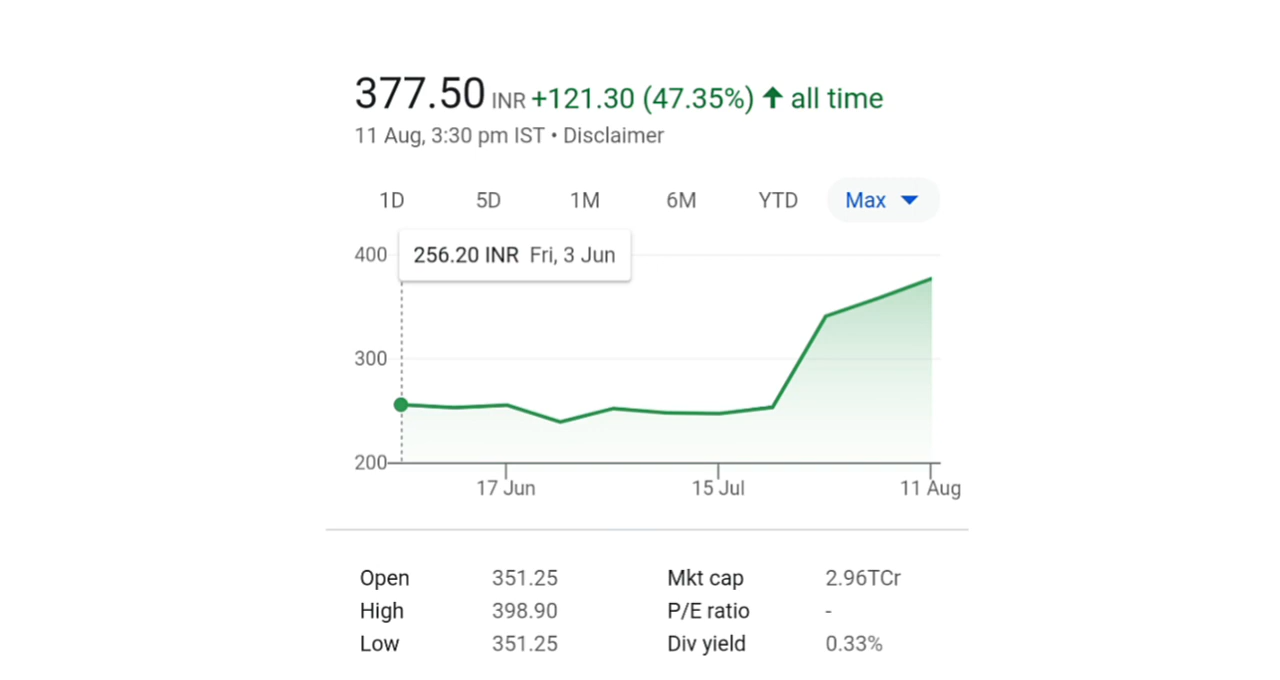 377.50 INR +121.30 (47.35%) ↑ all time
11 Aug, 3:30 pm IST • Disclaimer
1D 5D 1M 6M YTD Max
400 256.20 INR Fri, 3 Jun
300
200
17 Jun 15 Jul 11 Aug
Open 351.25 Mkt cap 2.96TCr
High 398.90 P/E ratio -
Low 351.25 Div yield 0.33%